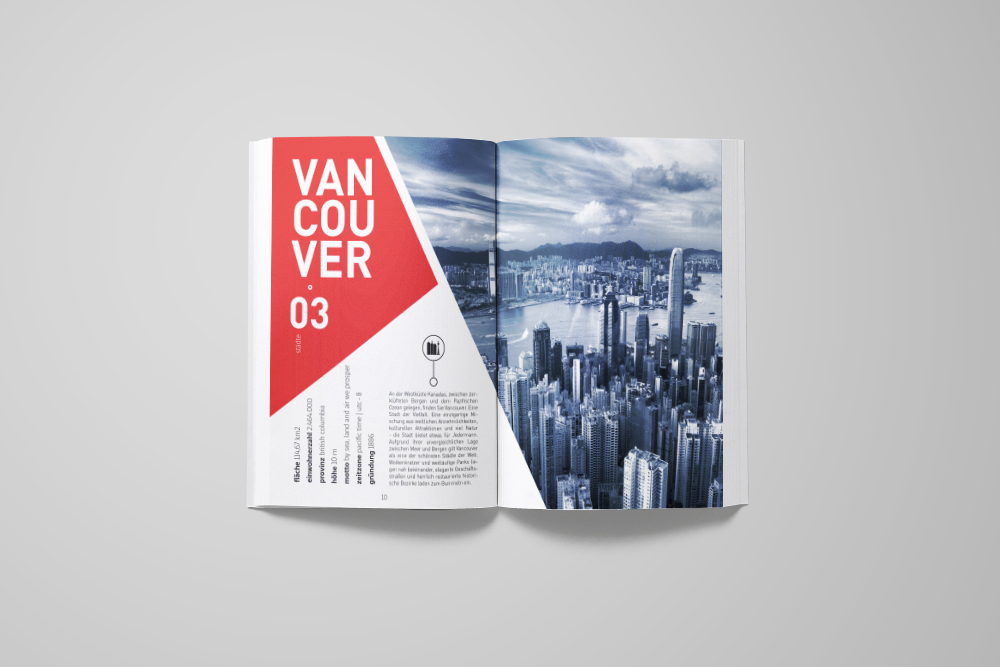 VAN
COU
VER
03
städte
fläche 114,67 km2
einwohnerzahl 2.464.000
provinz british columbia
höhe 10 m
motto by sea, land and air we prosper
zeitzone pacific time | utc - 8
gründung 1886
An der Westküste Kanadas, zwischen zer-
klüfteten Bergen und dem Pazifischen
Ozean gelegen, finden Sie Vancouver. Eine
Stadt der Vielfalt. Eine einzigartige Mi-
schung aus weltlichen Annehmlichkeiten,
kulturellen Attraktionen und viel Natur
- die Stadt bietet etwas für Jedermann.
Aufgrund ihrer unvergleichlichen Lage
zwischen Meer und Bergen gilt Vancouver
als eine der schönsten Städte der Welt.
Wolkenkratzer und weitläufige Parks lie-
gen nah beieinander, elegante Geschäfts-
straßen und herrlich restaurierte histori-
sche Bezirke laden zum Bummeln ein.
10